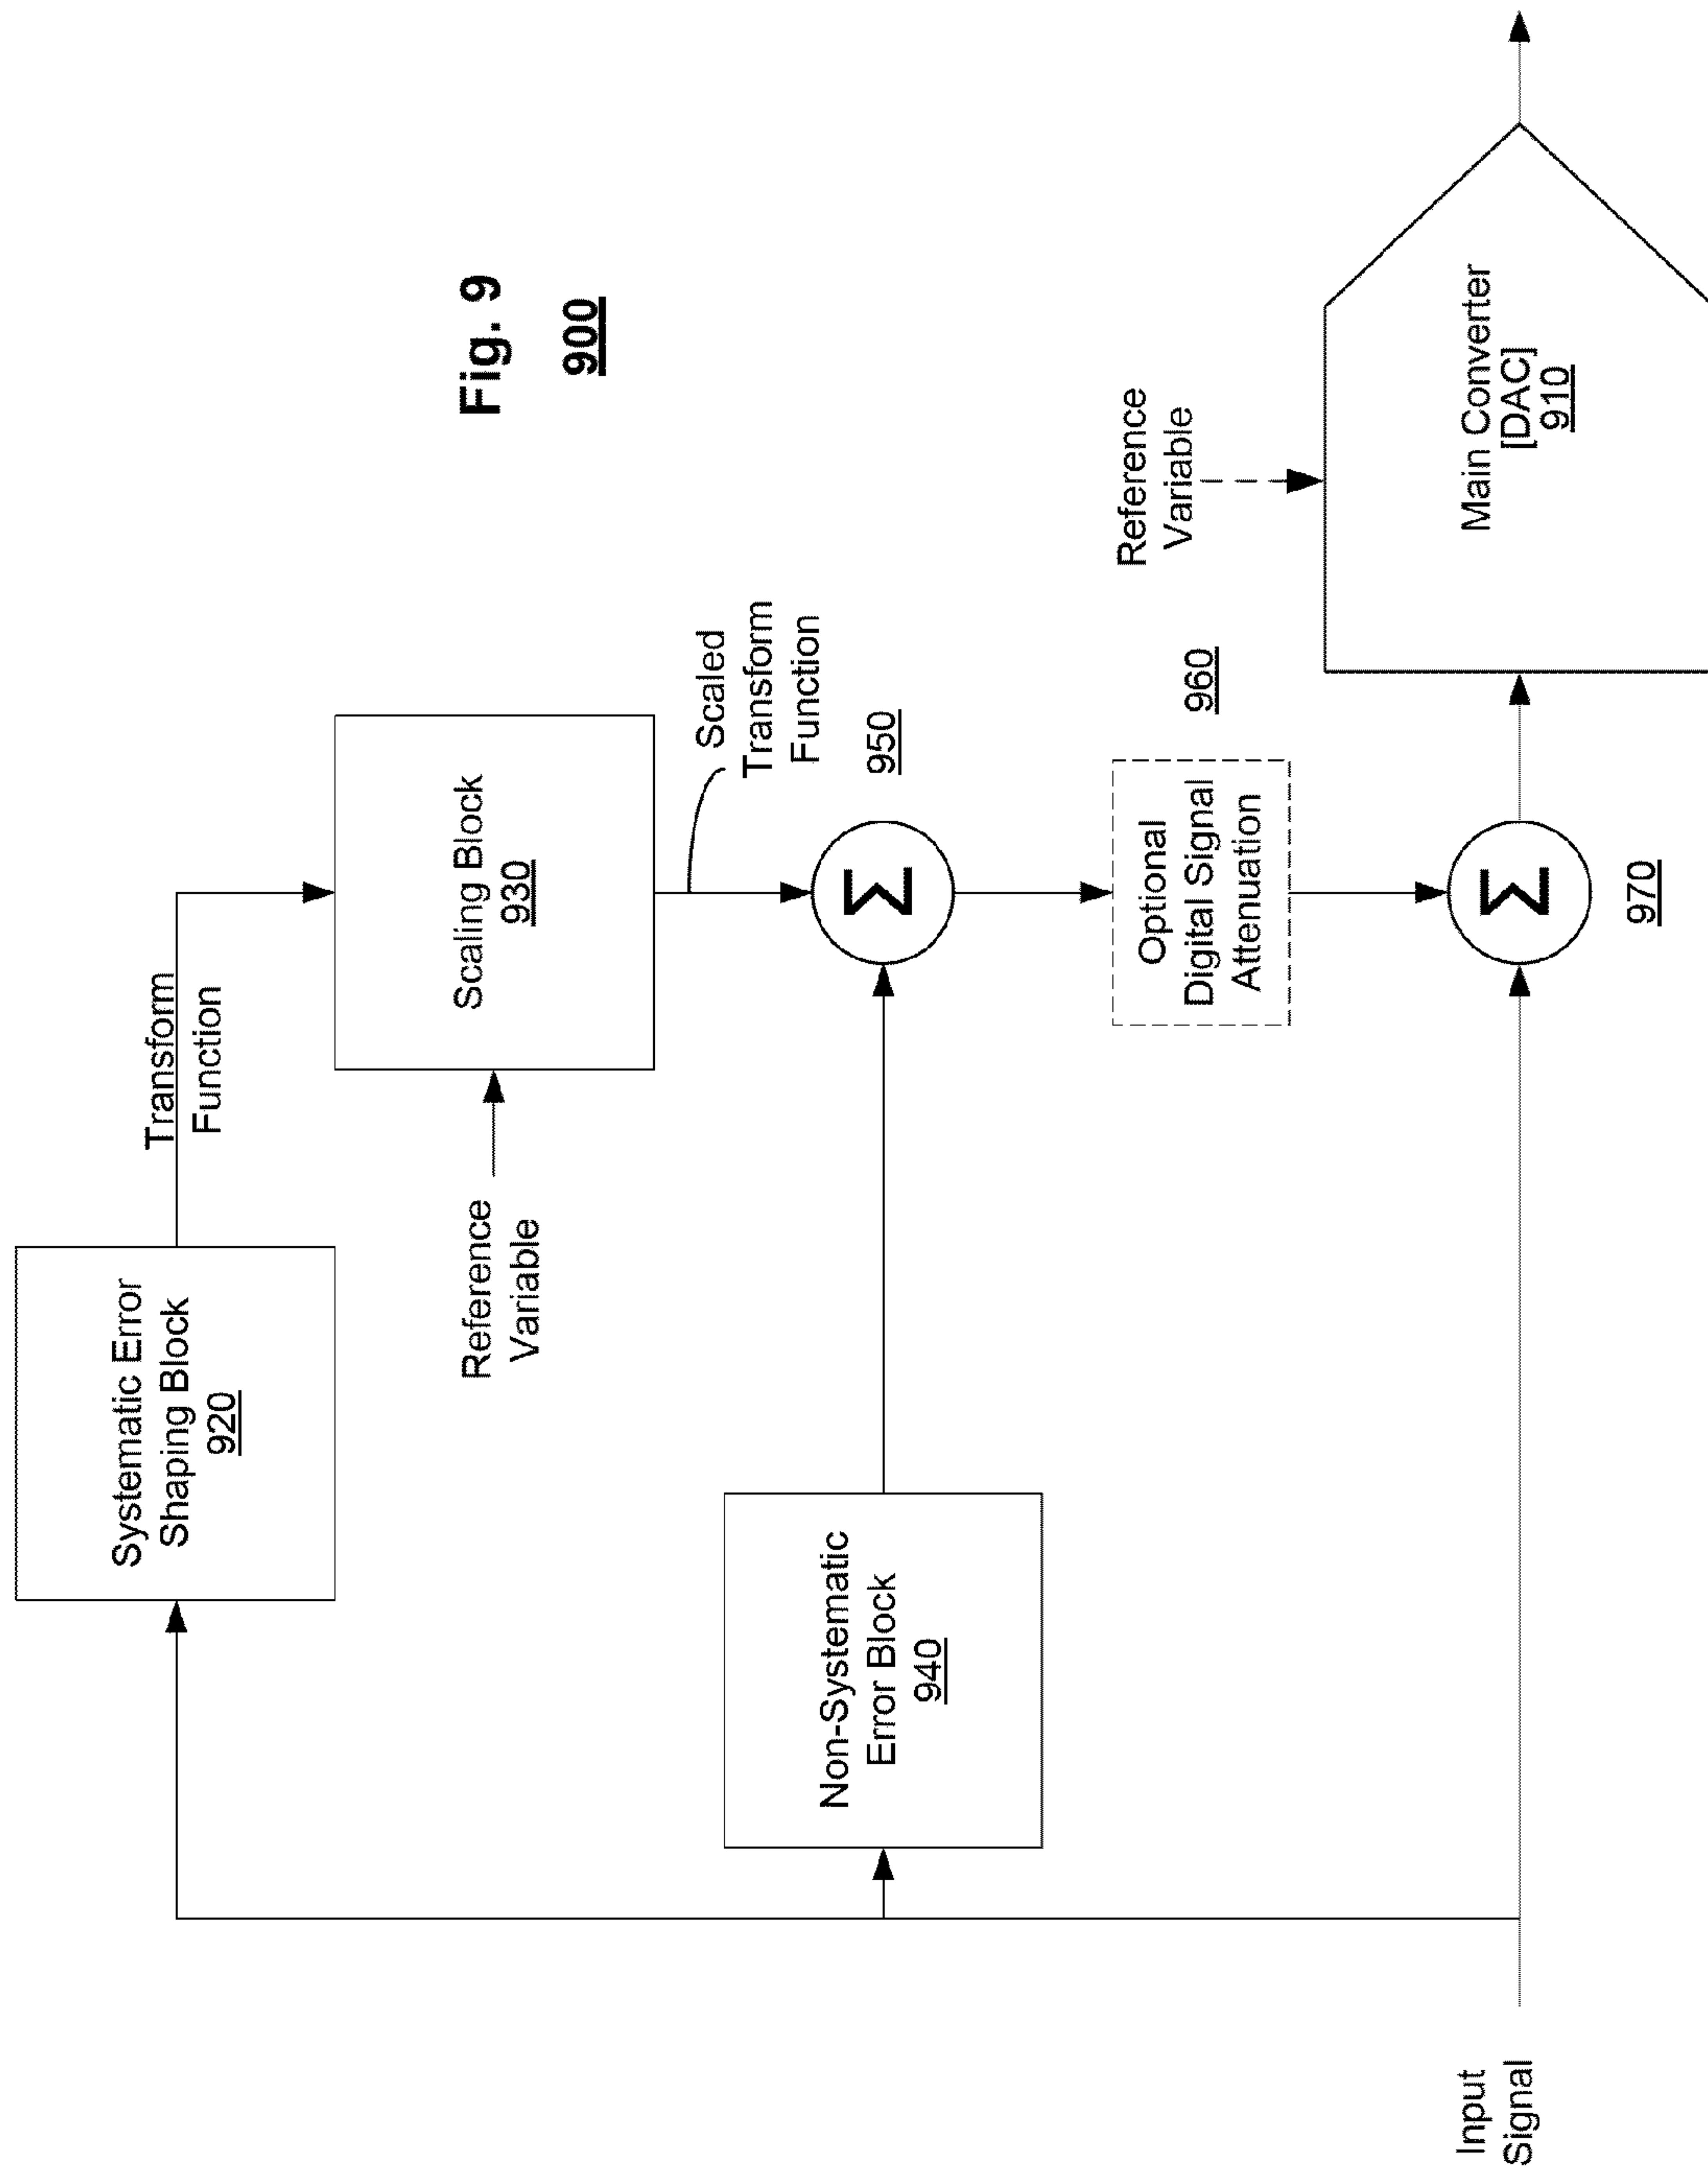 Systematic Error
Shaping Block
920
Transform
Function
Reference
Variable
Scaling Block
930
Fig. 9
900
Scaled
Transform
Function
Non-Systematic
Error Block
940
Σ
950
Optional
Digital Signal
Attenuation
960
Reference
Variable
Input
Signal
Σ
970
Main Converter
[DAC]
910